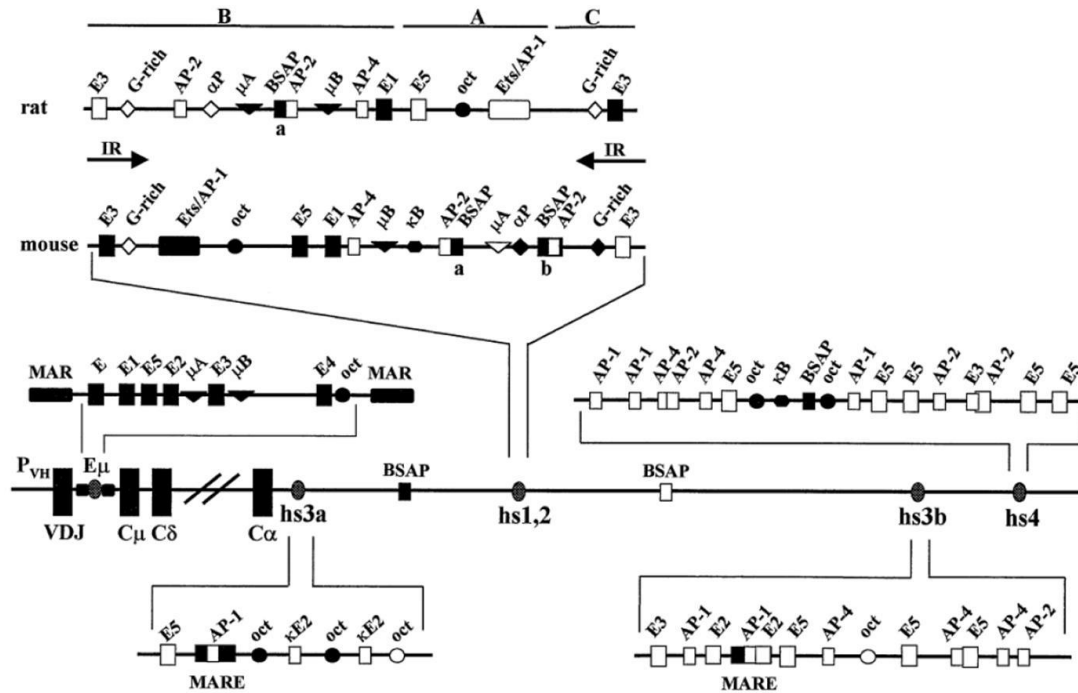 B A C
E3 G-rich AP-2 αP μA BSAP AP-2 μB AP-4 E1 E5 oct Ets/AP-1 G-rich E3
rat
a
IR IR
E3 G-rich Ets/AP-1 oct E5 E1 AP-4 μB κB AP-2 BSAP μA αP BSAP AP-2 G-rich E3
mouse
a b
MAR E E1 E5 E2 μA E3 μB E4 oct MAR
AP-1 AP-1 AP-4 AP-2 AP-4 E5 oct κB BSAP oct AP-1 E5 E5 AP-2 E3 AP-2 E5 E5
PVH Eμ BSAP BSAP
VDJ Cμ Cδ Cα hs3a hs1,2 hs3b hs4
E5 AP-1 oct κE2 oct κE2 oct
MARE
E3 AP-1 E2 AP-1 E2 E5 AP-4 oct E5 AP-4 E5 AP-4 AP-2
MARE